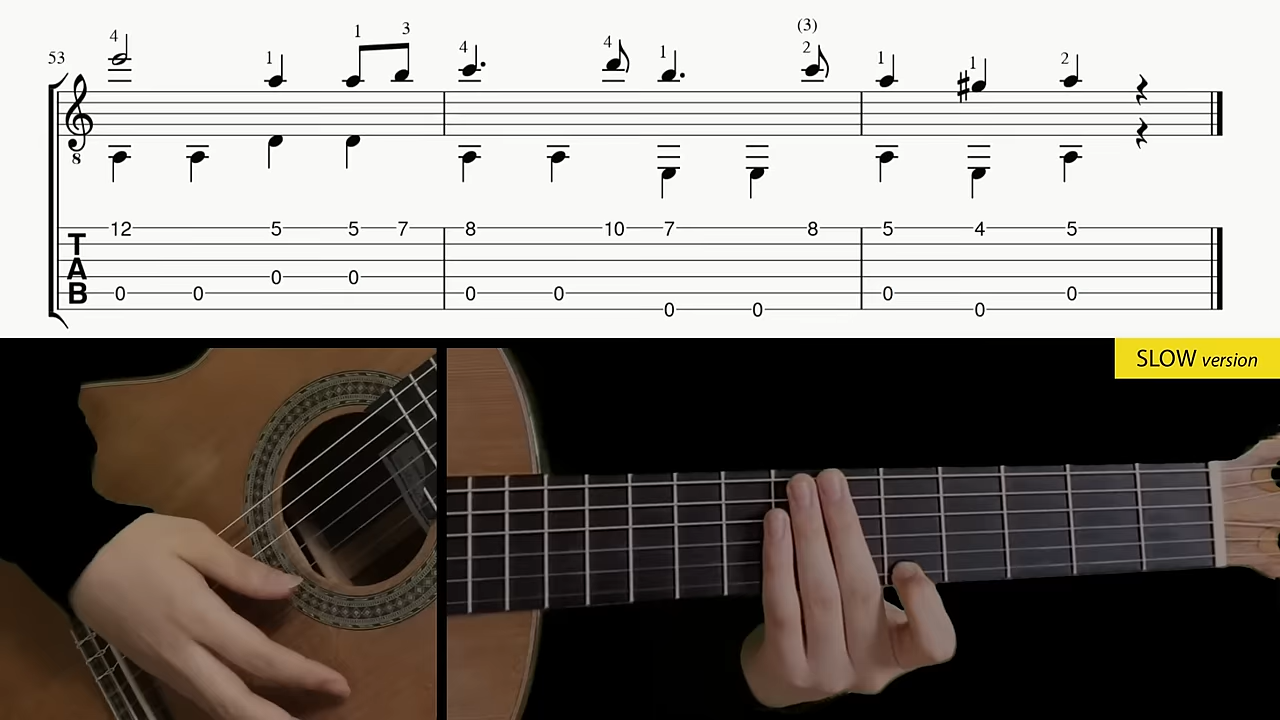 (3)
4 1 1 3 4 4 1 2 1 1 2
53
8
12 5 5 7 8 10 7 8 5 4 5
T
A 0 0
B 0 0 0 0 0 0
0 0 0
SLOW version